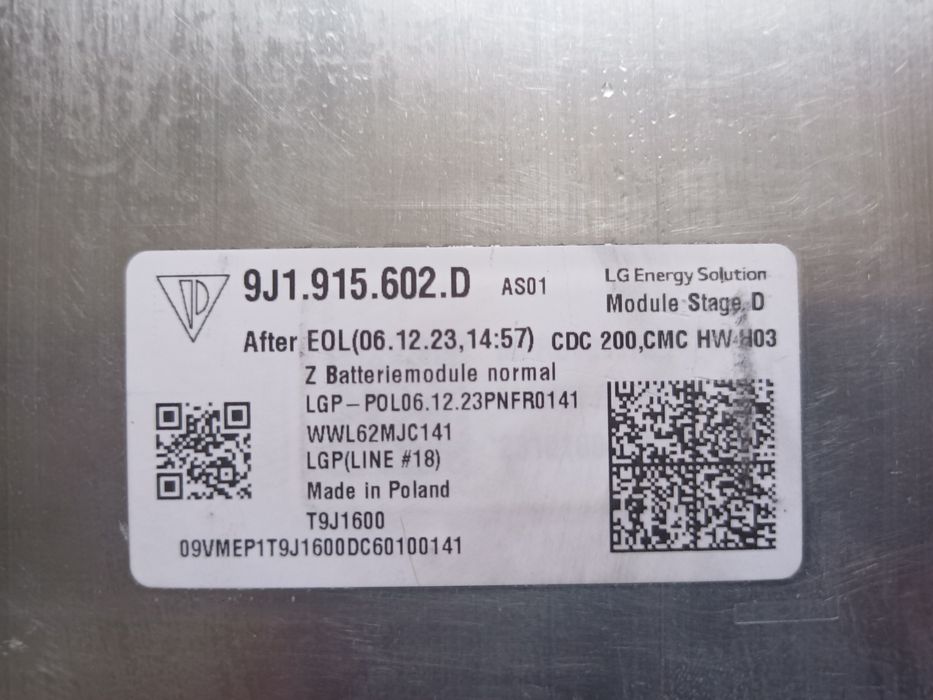 9J1.915.602.D AS01
LG Energy Solution
Module Stage.D
After EOL(06.12.23,14:57) CDC 200,CMC HW H03
Z Batteriemodule normal
LGP-POL06.12.23PNFR0141
WWL62MJC141
LGP(LINE #18)
Made in Poland
T9J1600
09VMEP1T9J1600DC60100141